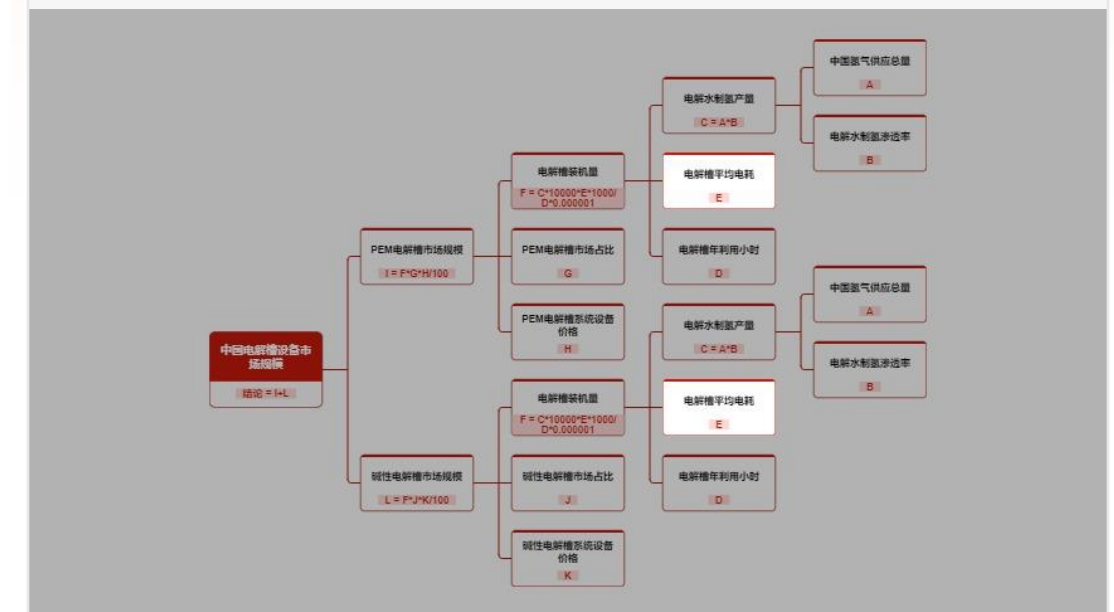 中国氢气供应总量
A
电解水制氢产量
C = A*B
电解水制氢渗透率
B
电解槽装机量
F = C*10000*E*1000/
D*0.000001
电解槽平均电耗
E
PEM电解槽市场规模
I = F*G*H/100
PEM电解槽市场占比
G
电解槽年利用小时
D
PEM电解槽系统设备
价格
H
中国氢气供应总量
A
电解水制氢产量
C = A*B
电解水制氢渗透率
B
中国电解槽设备市
场规模
结论 = I+L
电解槽装机量
F = C*10000*E*1000/
D*0.000001
电解槽平均电耗
E
碱性电解槽市场规模
L = F*J*K/100
碱性电解槽市场占比
J
电解槽年利用小时
D
碱性电解槽系统设备
价格
K